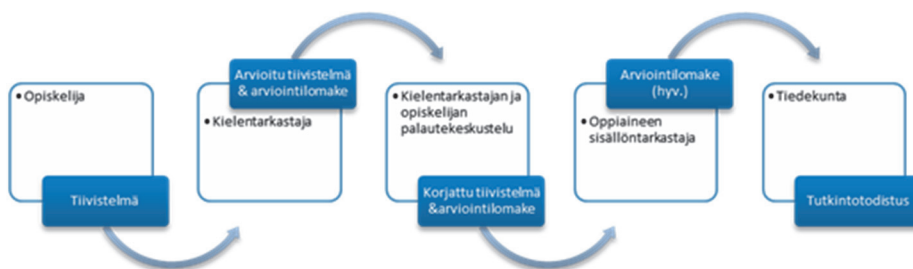 • Opiskelija
Tiivistelmä
Arvioitu tiivistelmä
& arviointilomake
• Kielentarkastaja
• Kielentarkastajan ja
opiskelijan
palautekeskustelu
Korjattu tiivistelmä
&arviointilomake
Arviointilomake
(hyv.)
• Oppiaineen
sisällöntarkastaja
• Tiedekunta
Tutkintotodistus